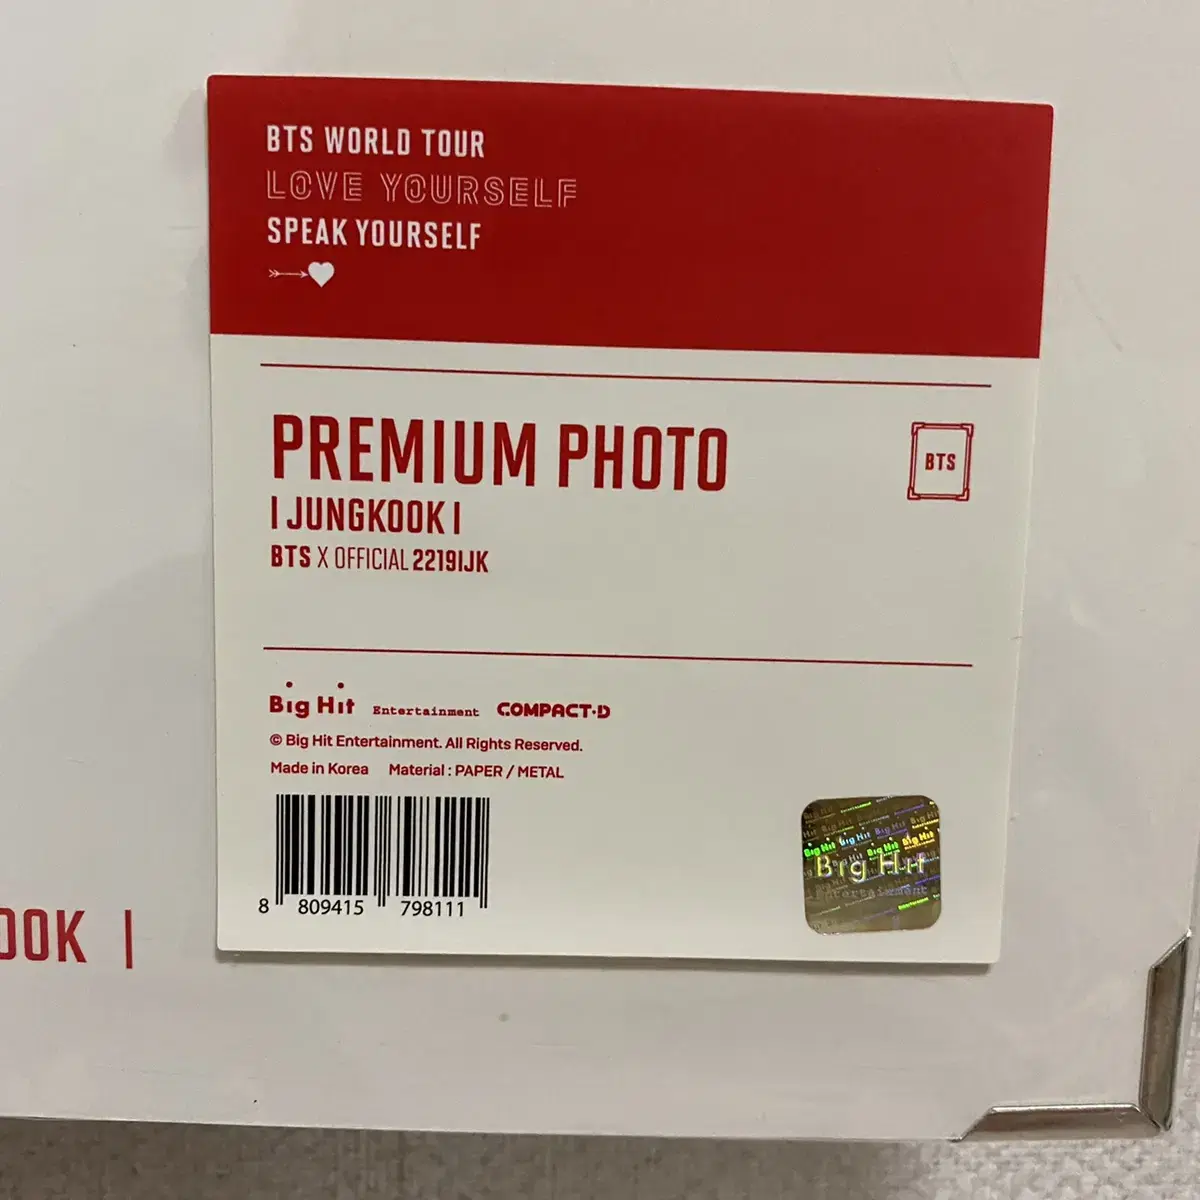 BTS WORLD TOUR
LOVE YOURSELF
SPEAK YOURSELF
PREMIUM PHOTO
| JUNGKOOK |
BTS X OFFICIAL 2219IJK
BTS
Big Hit Entertainment COMPACT·D
© Big Hit Entertainment. All Rights Reserved.
Made in Korea Material : PAPER / METAL
8 809415 798111
Big Hit
Entertainment
OOK |